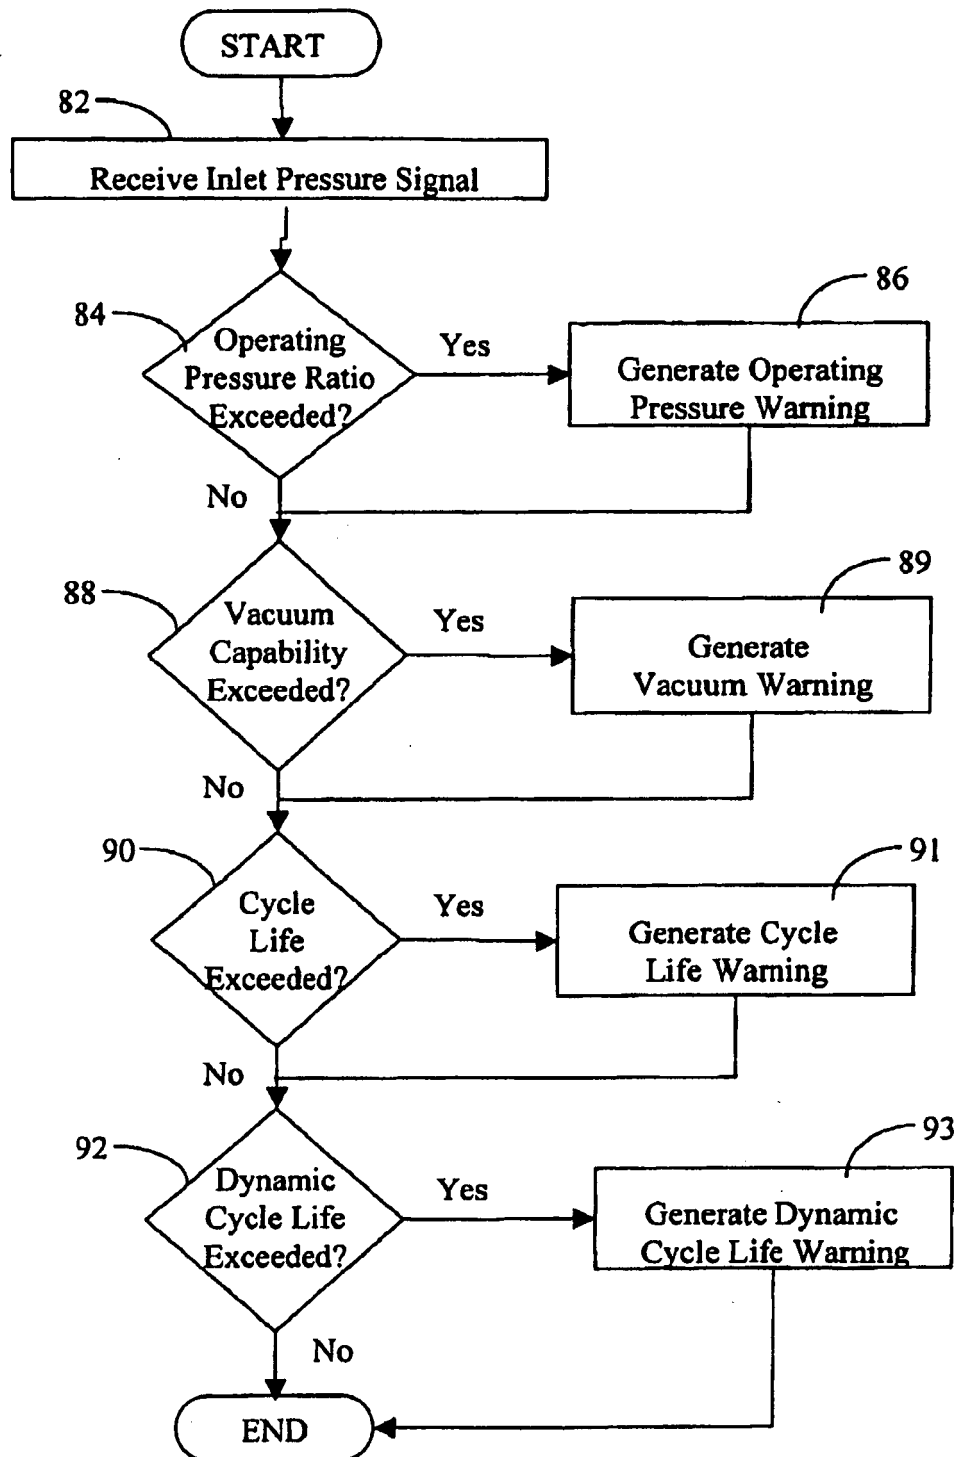 START
82
Receive Inlet Pressure Signal
84
Operating
Pressure Ratio
Exceeded?
Yes
86
Generate Operating
Pressure Warning
No
88
Vacuum
Capability
Exceeded?
Yes
89
Generate
Vacuum Warning
No
90
Cycle
Life
Exceeded?
Yes
91
Generate Cycle
Life Warning
No
92
Dynamic
Cycle Life
Exceeded?
Yes
93
Generate Dynamic
Cycle Life Warning
No
END